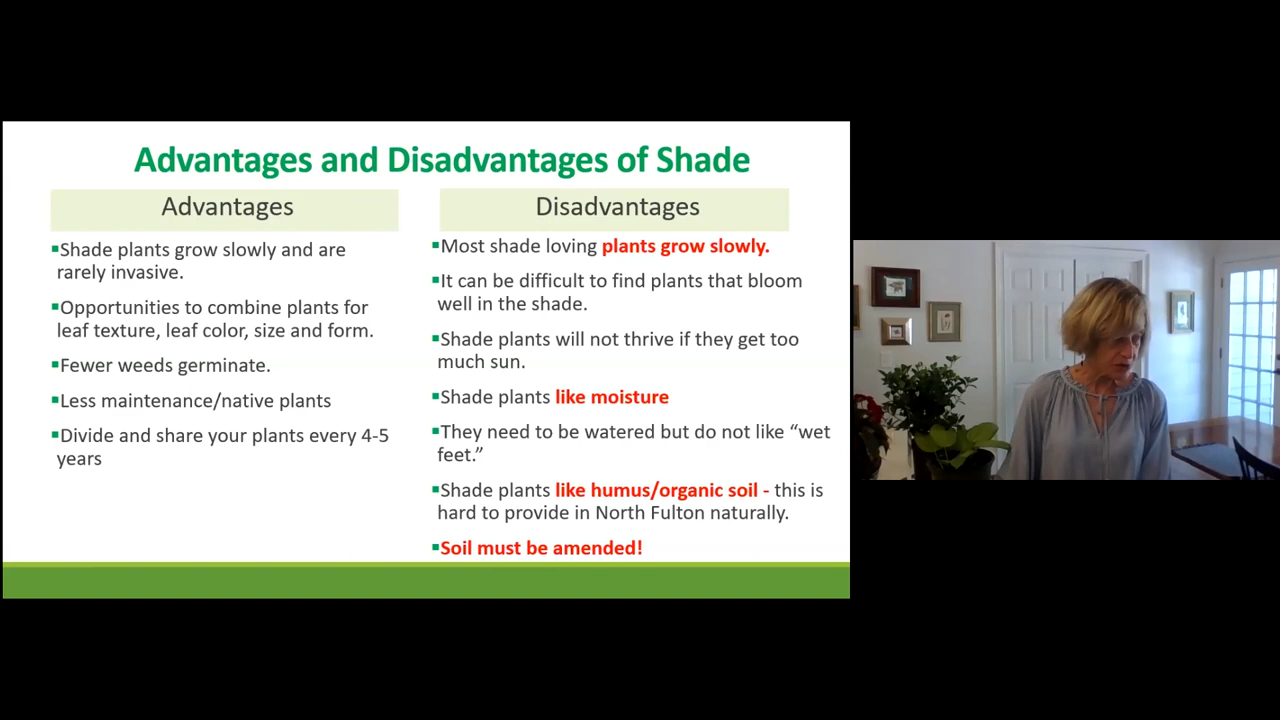 Advantages and Disadvantages of Shade
Advantages
▪Shade plants grow slowly and are
rarely invasive.
▪Opportunities to combine plants for
leaf texture, leaf color, size and form.
▪Fewer weeds germinate.
▪Less maintenance/native plants
▪Divide and share your plants every 4-5
years
Disadvantages
▪Most shade loving plants grow slowly.
▪It can be difficult to find plants that bloom
well in the shade.
▪Shade plants will not thrive if they get too
much sun.
▪Shade plants like moisture
▪They need to be watered but do not like “wet
feet.”
▪Shade plants like humus/organic soil - this is
hard to provide in North Fulton naturally.
▪Soil must be amended!